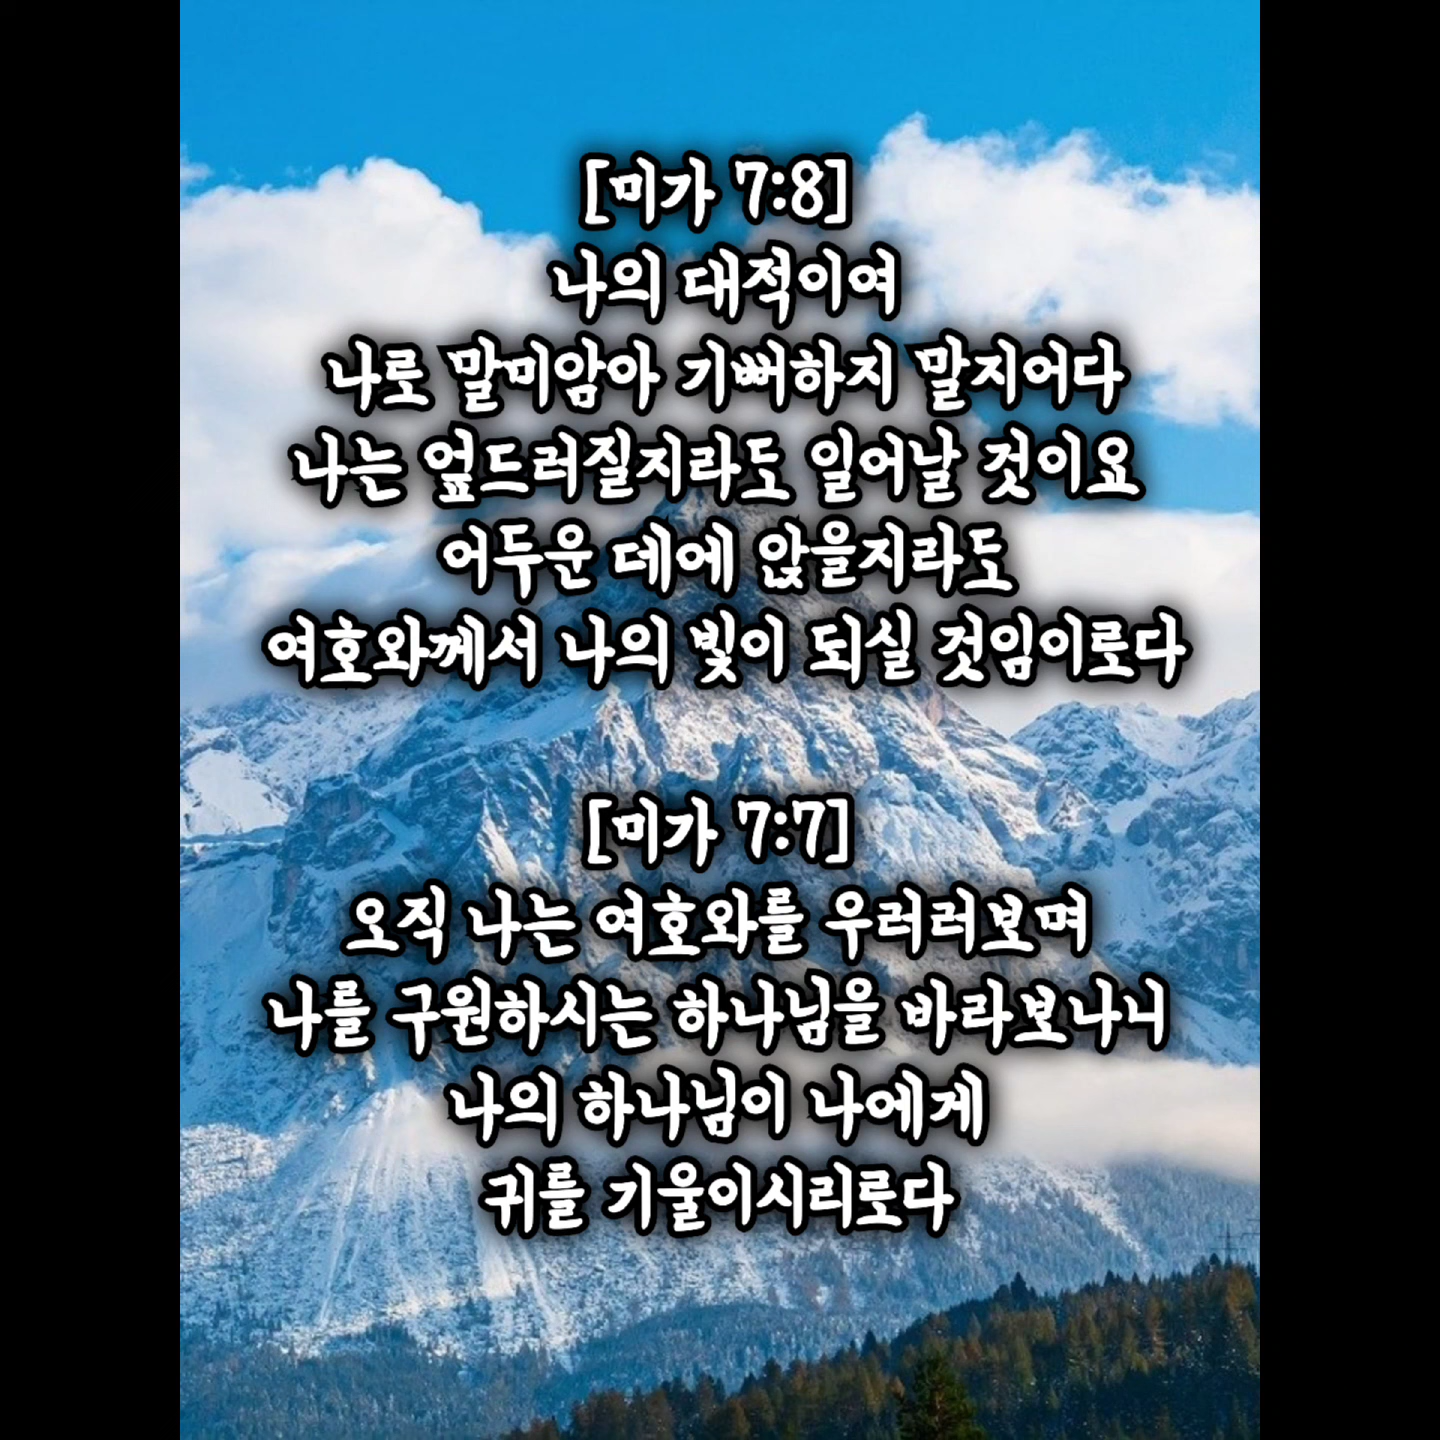 [미가 7:8]
나의 대적이여
나로 말미암아 기뻐하지 말지어다
나는 엎드러질지라도 일어날 것이요
어두운 데에 앉을지라도
여호와께서 나의 빛이 되실 것임이로다
[미가 7:7]
오직 나는 여호와를 우러러보며
나를 구원하시는 하나님을 바라보나니
나의 하나님이 나에게
귀를 기울이시리로다